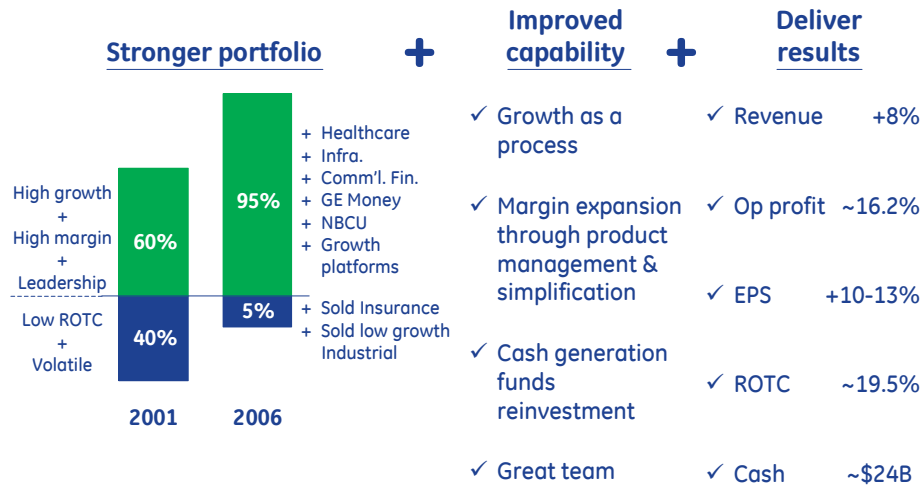 Stronger portfolio
+
Improved
capability
+
Deliver
results
High growth
+
High margin
+
Leadership
Low ROTC
+
Volatile
60%
40%
2001
95%
5%
2006
+ Healthcare
+ Infra.
+ Comm'l. Fin.
+ GE Money
+ NBCU
+ Growth
platforms
+ Sold Insurance
+ Sold low growth
Industrial
✓ Growth as a
process
✓ Margin expansion
through product
management &
simplification
✓ Cash generation
funds
reinvestment
✓ Great team
✓ Revenue +8%
✓ Op profit ~16.2%
✓ EPS +10-13%
✓ ROTC ~19.5%
✓ Cash ~$24B